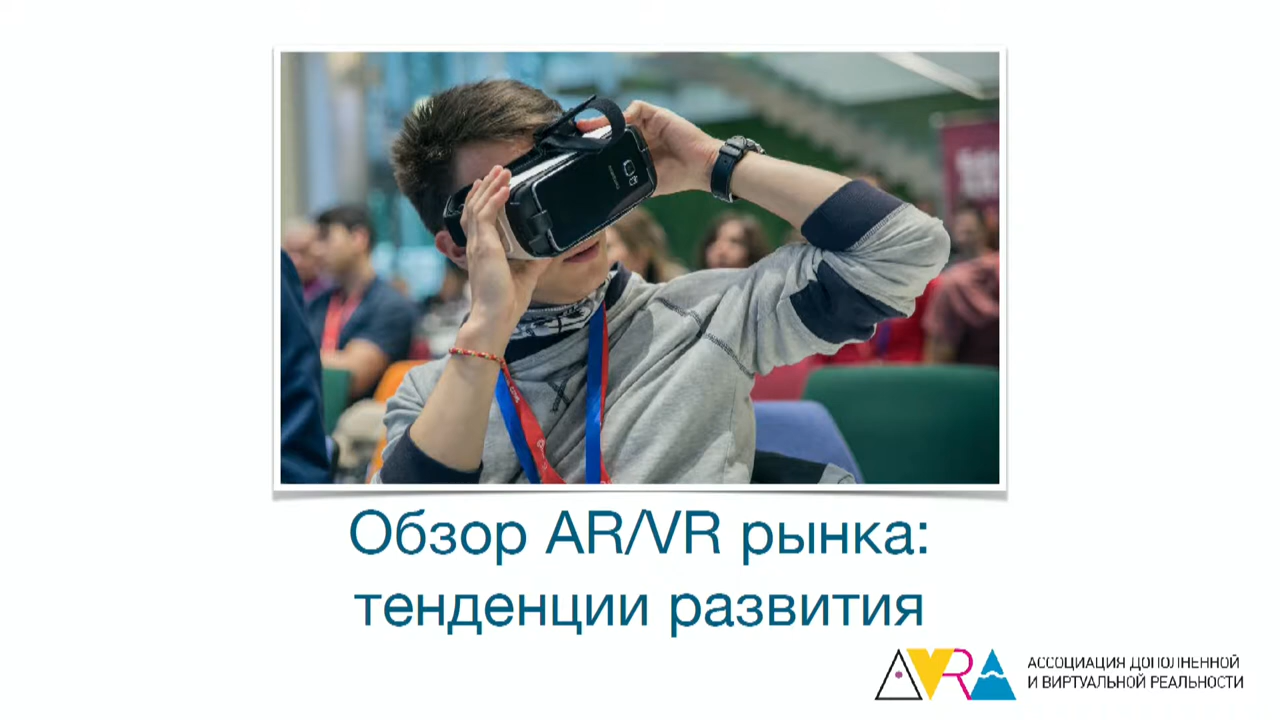 Обзор AR/VR рынка:
тенденции развития
AVRA
АССОЦИАЦИЯ ДОПОЛНЕННОЙ
И ВИРТУАЛЬНОЙ РЕАЛЬНОСТИ